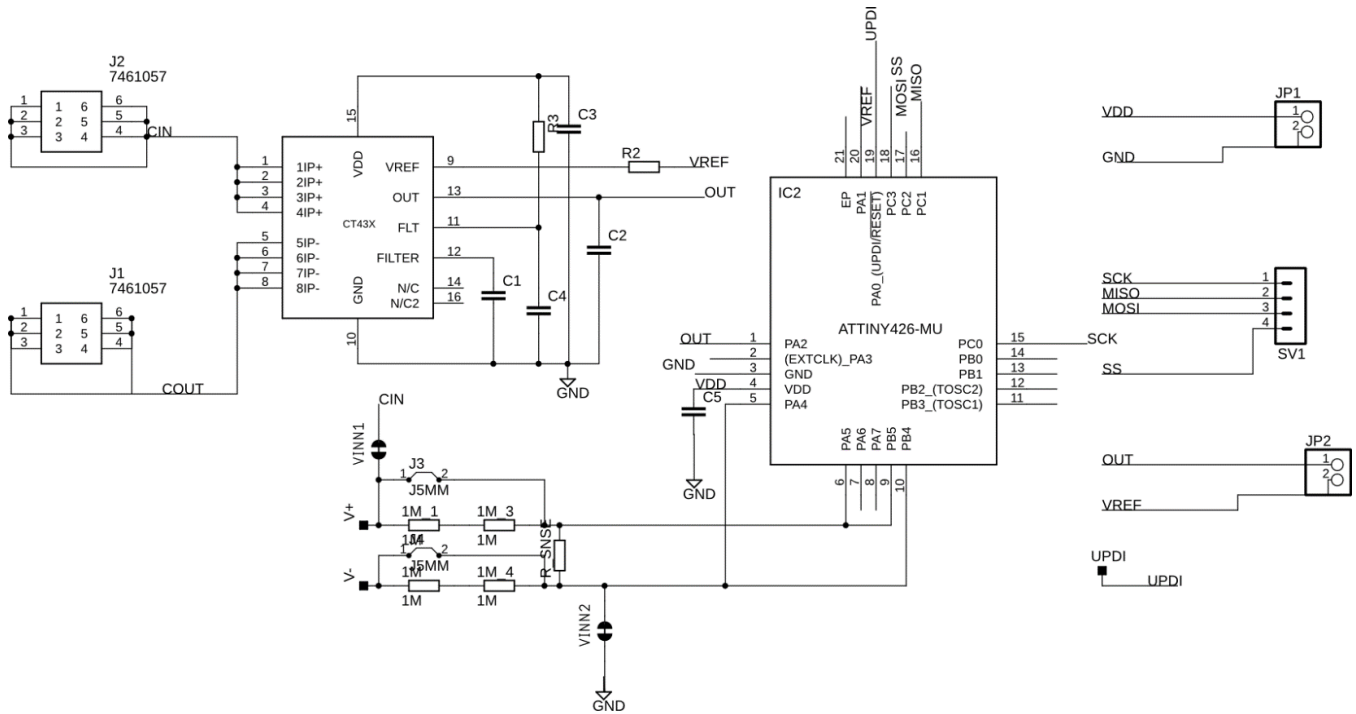 J2
7461057
1 1 6 6
2 2 5 5
3 3 4 4
CIN
J1
7461057
1 1 6 6
2 2 5 5
3 3 4 4
COUT
15
VDD
1 1IP+
2 2IP+
3 3IP+
4 4IP+
5 5IP-
6 6IP-
7 7IP-
8 8IP-
CT43X
VREF 9
OUT 13
FLT 11
FILTER 12
N/C 14
N/C2 16
GND
10
R3
C3
R2
VREF
OUT
C2
C1
C4
GND
CIN
VINN1
J3
1 2
J5MM
V+
1M_1
1M
1M_3
1M
J4
1 2
J5MM
V-
1M
1M
1M_4
1M
R_SNSE
VINN2
GND
UPDI
VREF
MOSI
SS
MISO
21
20
19
18
17
16
IC2
EP
PA1
PA0_(UPDI/RESET)
PC3
PC2
PC1
ATTINY426-MU
OUT 1 PA2
2 (EXTCLK)_PA3
GND 3 GND
VDD 4 VDD
5 PA4
C5
GND
PC0 15 SCK
PB0 14
PB1 13
PB2_(TOSC2) 12
PB3_(TOSC1) 11
PA5
PA6
PA7
PB5
PB4
6
7
8
9
10
JP1
VDD 1
GND 2
SCK 1
MISO 2
MOSI 3
SS 4
SV1
JP2
OUT 1
VREF 2
UPDI
UPDI